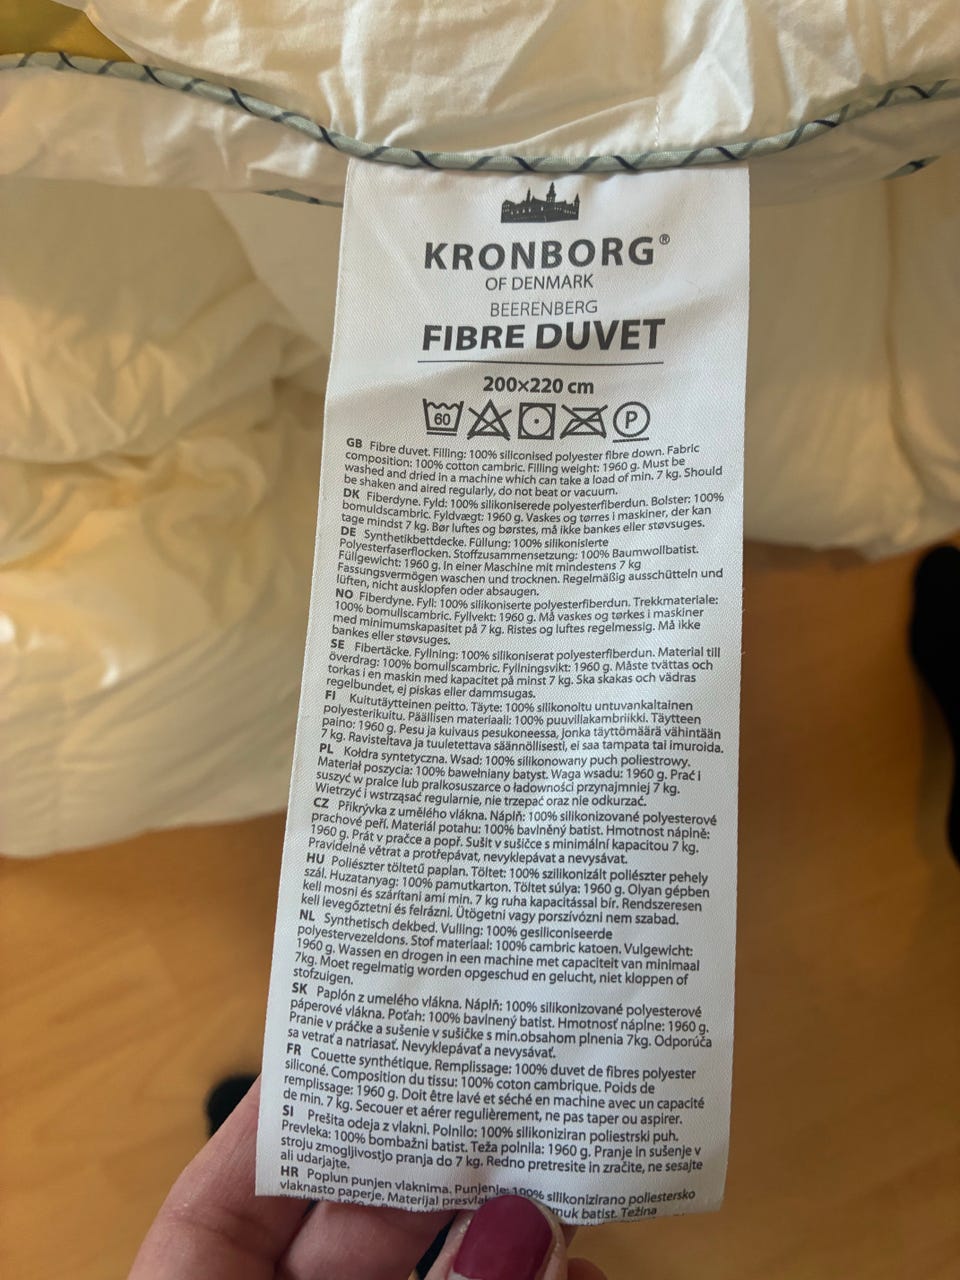 KRONBORG®
OF DENMARK
BEERENBERG
FIBRE DUVET
200×220 cm
60 P
GB Fibre duvet. Filling: 100% siliconised polyester fibre down. Fabric
composition: 100% cotton cambric. Filling weight: 1960 g. Must be
washed and dried in a machine which can take a load of min. 7 kg. Should
be shaken and aired regularly, do not beat or vacuum.
DK Fiberdyne. Fyld: 100% silikoniserede polyesterfiberdun. Bolster: 100%
bomuldscambric. Fyldvægt: 1960 g. Vaskes og tørres i maskiner, der kan
tage mindst 7 kg. Bør luftes og børstes, må ikke bankes eller støvsuges.
DE Synthetikbettdecke. Füllung: 100% silikonisierte
Polyesterfaserflocken. Stoffzusammensetzung: 100% Baumwollbatist.
Füllgewicht: 1960 g. In einer Maschine mit mindestens 7 kg
Fassungsvermögen waschen und trocknen. Regelmäßig ausschütteln und
lüften, nicht ausklopfen oder absaugen.
NO Fiberdyne. Fyll: 100% silikoniserte polyesterfiberdun. Trekkmateriale:
100% bomullscambric. Fyllvekt: 1960 g. Må vaskes og tørkes i maskiner
med minimumskapasitet på 7 kg. Ristes og luftes regelmessig. Må ikke
bankes eller støvsuges.
SE Fibertäcke. Fyllning: 100% silikoniserat polyesterfiberdun. Material till
överdrag: 100% bomullscambric. Fyllningsvikt: 1960 g. Måste tvättas och
torkas i en maskin med kapacitet på minst 7 kg. Ska skakas och vädras
regelbundet, ej piskas eller dammsugas.
FI Kuitutäytteinen peitto. Täyte: 100% silikonoitu untuvankaltainen
polyesterikuitu. Päällisen materiaali: 100% puuvillakambriikki. Täytteen
paino: 1960 g. Pesu ja kuivaus pesukoneessa, jonka täyttömäärä vähintään
7 kg. Ravisteltava ja tuuletettava säännöllisesti, ei saa tampata tai imuroida.
PL Kołdra syntetyczna. Wsad: 100% silikonowany puch poliestrowy.
Materiał poszycia: 100% bawełniany batyst. Waga wsadu: 1960 g. Prać i
suszyć w pralce lub pralkosuszarce o ładowności przynajmniej 7 kg.
Wietrzyć i wstrząsać regularnie, nie trzepać oraz nie odkurzać.
CZ Přikrývka z umělého vlákna. Náplň: 100% silikonizované polyesterové
prachové peří. Materiál potahu: 100% bavlněný batist. Hmotnost náplně:
1960 g. Prát v pračce a popř. Sušit v sušičce s minimální kapacitou 7 kg.
Pravidelně větrat a protřepávat, nevyklepávat a nevysávat.
HU Poliészter töltetű paplan. Töltet: 100% szilikonizált poliészter pehely
szál. Huzatanyag: 100% pamutkarton. Töltet súlya: 1960 g. Olyan gépben
kell mosni és szárítani ami min. 7 kg ruha kapacitással bír. Rendszeresen
kell levegőztetni és felrázni. Ütögetni vagy porszívózni nem szabad.
NL Synthetisch dekbed. Vulling: 100% gesiliconiseerde
polyestervezeldons. Stof materiaal: 100% cambric katoen. Vulgewicht:
1960 g. Wassen en drogen in een machine met capaciteit van minimaal
7kg. Moet regelmatig worden opgeschud en gelucht, niet kloppen of
stofzuigen.
SK Paplón z umelého vlákna. Náplň: 100% silikonizované polyesterové
páperové vlákna. Poťah: 100% bavlnený batist. Hmotnosť náplne: 1960 g.
Pranie v práčke a sušenie v sušičke s min.obsahom plnenia 7kg. Odporúča
sa vetrať a natriasať. Nevyklepávať a nevysávať.
FR Couette synthétique. Remplissage: 100% duvet de fibres polyester
siliconé. Composition du tissu: 100% coton cambrique. Poids de
remplissage: 1960 g. Doit être lavé et séché en machine avec un capacité
de min. 7 kg. Secouer et aérer regulièrement, ne pas taper ou aspirer.
SI Prešita odeja z vlakni. Polnilo: 100% silikoniziran poliestrski puh.
Prevleka: 100% bombažni batist. Teža polnila: 1960 g. Pranje in sušenje v
stroju zmogljivostjo pranja do 7 kg. Redno pretresite in zračite, ne sesajte
ali udarjajte.
HR Poplun punjen vlaknima. Punjenje: 100% silikonizirano poliestersko
vlaknasto paperje. Materijal batist. Težina